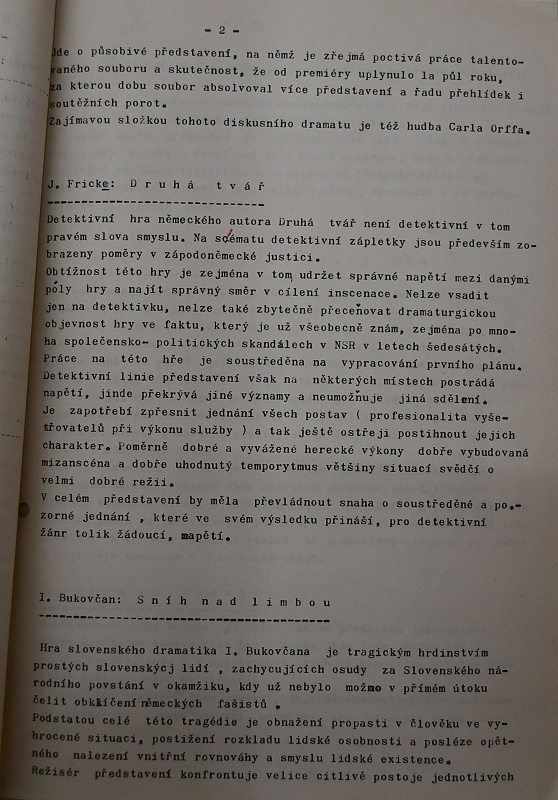 - 2 -
Jde o působivé představení, na němž je zřejmá poctivá práce talento-
vaného souboru a skutečnost, že od premiéry uplynulo la půl roku,
za kterou dobu soubor absolvoval více představení a řadu přehlídek i
soutěžních porot.
Zajímavou složkou tohoto diskusního dramatu je též hudba Carla Orffa.
J. Fricke: D r u h á t v á ř
Detektivní hra německého autora Druhá tvář není detektivní v tom
pravém slova smyslu. Na schématu detektivní zápletky jsou především zo-
brazeny poměry v západoněmecké justici.
Obtížnost této hry je zejména v tom udržet správné napětí mezi danými
póly hry a najít správný směr v cílení inscenace. Nelze vsadit
jen na detektivku, nelze také zbytečně přeceňovat dramaturgickou
objevnost hry ve faktu, který je už všeobecně znám, zejména po mno-
ha společensko- politických skandálech v NSR v letech šedesátých.
Práce na této hře je soustředěna na vypracování prvního plánu.
Detektivní linie představení však na některých místech postrádá
napětí, jinde překrývá jiné významy a neumožňuje jiná sdělení.
Je zapotřebí zpřesnit jednání všech postav ( profesionalita vyše-
třovatelů při výkonu služby ) a tak ještě ostřeji postihnout jejich
charakter. Poměrně dobré a vyvážené herecké výkony dobře vybudovaná
mizanscéna a dobře uhodnutý temporytmus většiny situací svědčí o
velmi dobré režii.
V celém představení by měla převládnout snaha o soustředěné a po.-
zorné jednání , které ve svém výsledku přináší, pro detektivní
žánr tolik žádoucí, napětí.
I. Bukovčan: S n í h n a d l i m b o u
Hra slovenského dramatika I. Bukovčana je tragickým hrdinstvím
prostých slovenskýcj lidí , zachycujících osudy za Slovenského ná-
rodního povstání v okamžiku, kdy už nebylo možno v přímém útoku
čelit obklíčení německých fašistů .
Podstatou celé této tragédie je obnažení propasti v člověku ve vy-
hrocené situaci, postižení rozkladu lidské osobnosti a posléze opět-
ného nalezení vnitřní rovnováhy a smyslu lidské existence.
Režisér představení konfrontuje velice citlivě postoje jednotlivých